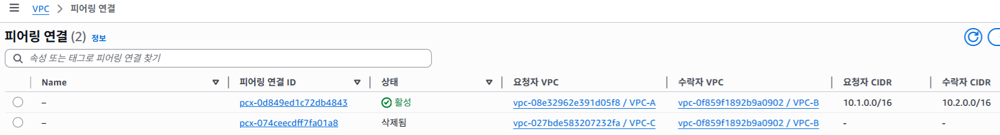 VPC > 피어링 연결
피어링 연결 (2) 정보
속성 또는 태그로 피어링 연결 찾기
Name 피어링 연결 ID 상태 요청자 VPC 수락자 VPC 요청자 CIDR 수락자 CIDR
– pcx-0d849ed1c72db4843 활성 vpc-08e32962e391d05f8 / VPC-A vpc-0f859f1892b9a0902 / VPC-B 10.1.0.0/16 10.2.0.0/16
– pcx-074ceecdff7fa01a8 삭제됨 vpc-027bde583207232fa / VPC-C vpc-0f859f1892b9a0902 / VPC-B - -